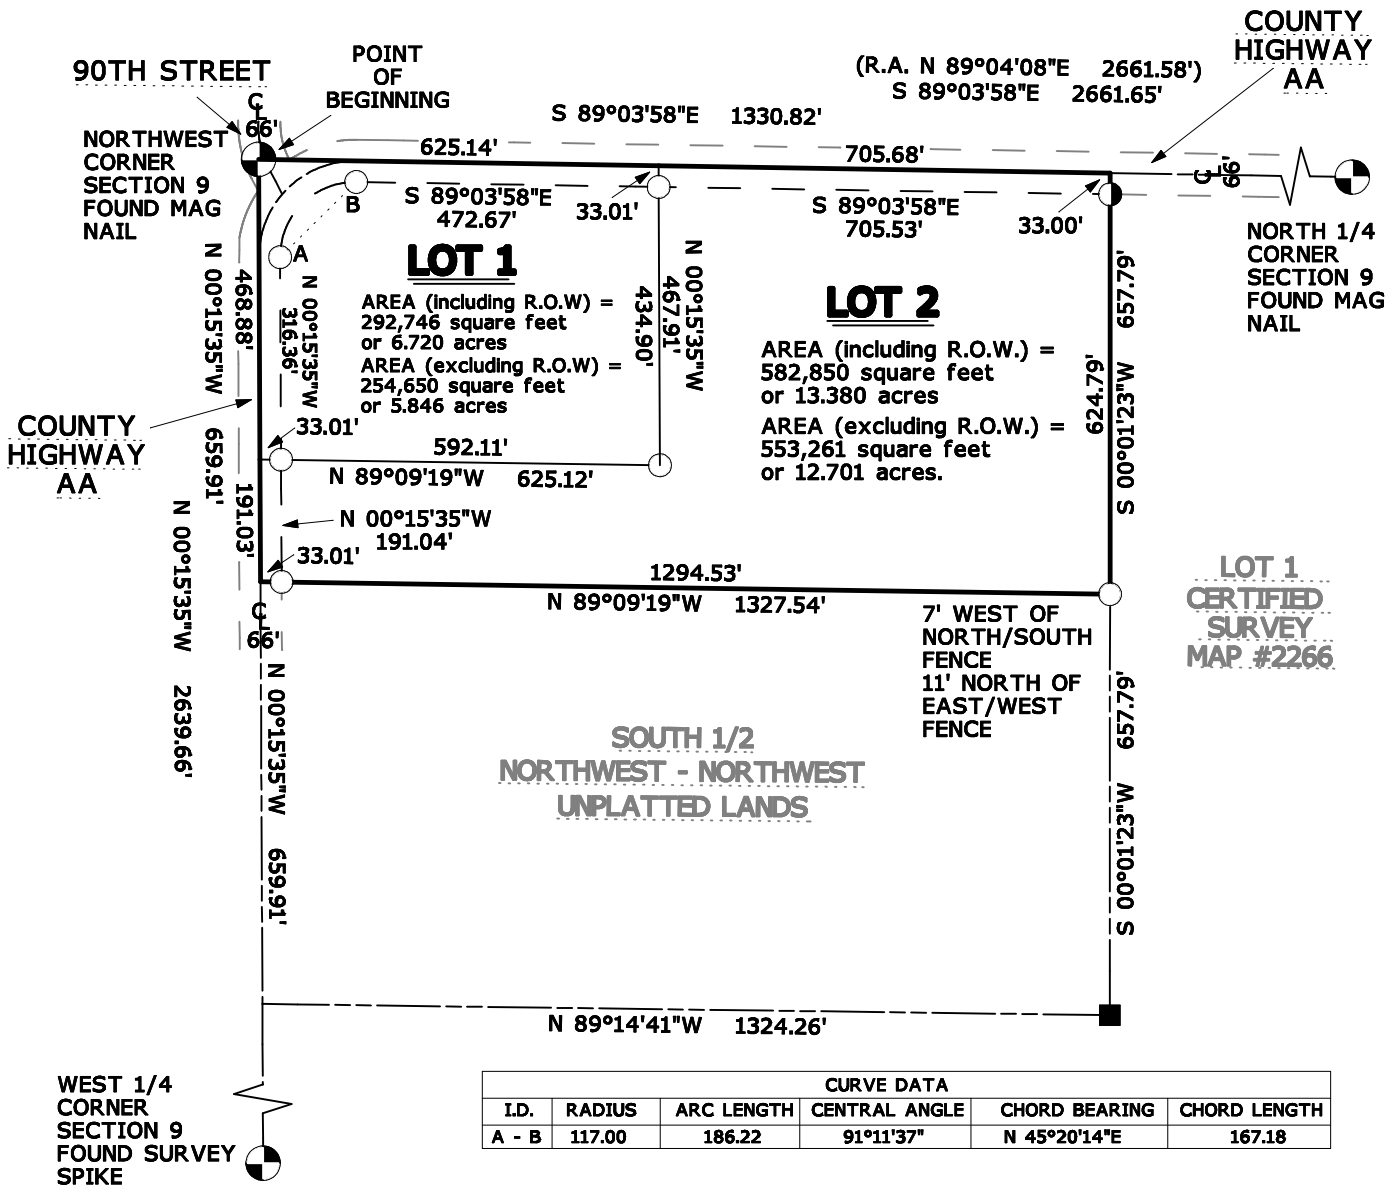 COUNTY
HIGHWAY
AA
POINT
OF
BEGINNING
90TH STREET
(R.A. N 89°04'08"E 2661.58')
S 89°03'58"E 2661.65'
S 89°03'58"E 1330.82'
CL
66'
NORTHWEST
CORNER
SECTION 9
FOUND MAG
NAIL
625.14'
705.68'
CL
66'
B
S 89°03'58"E
472.67'
33.01'
S 89°03'58"E
705.53'
33.00'
NORTH 1/4
CORNER
SECTION 9
FOUND MAG
NAIL
A
LOT 1
AREA (including R.O.W) =
292,746 square feet
or 6.720 acres
AREA (excluding R.O.W) =
254,650 square feet
or 5.846 acres
N 00°15'35"W 659.91'
468.88'
N 00°15'35"W
316.36'
434.90'
467.91'
N 00°15'35"W
LOT 2
AREA (including R.O.W.) =
582,850 square feet
or 13.380 acres
AREA (excluding R.O.W.) =
553,261 square feet
or 12.701 acres.
624.79'
S 00°01'23"W 657.79'
COUNTY
HIGHWAY
AA
33.01'
592.11'
N 89°09'19"W 625.12'
191.03'
N 00°15'35"W
191.04'
33.01'
N 00°15'35"W 2639.66'
1294.53'
N 89°09'19"W 1327.54'
CL
66'
7' WEST OF
NORTH/SOUTH
FENCE
11' NORTH OF
EAST/WEST
FENCE
LOT 1
CERTIFIED
SURVEY
MAP #2266
N 00°15'35"W 659.91'
S 00°01'23"W 657.79'
SOUTH 1/2
NORTHWEST - NORTHWEST
UNPLATTED LANDS
N 89°14'41"W 1324.26'
WEST 1/4
CORNER
SECTION 9
FOUND SURVEY
SPIKE
CURVE DATA
I.D. RADIUS ARC LENGTH CENTRAL ANGLE CHORD BEARING CHORD LENGTH
A - B 117.00 186.22 91°11'37" N 45°20'14"E 167.18